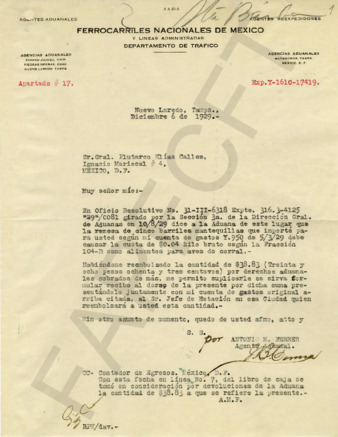 AGENTES ADUANALES
AGENTES REEXPEDIDORES
FERROCARRILES NACIONALES DE MEXICO
Y LINEAS ADMINISTRADAS
DEPARTAMENTO DE TRAFICO
AGENCIAS ADUANALES
AGENCIAS ADUANALES
Apartado # 17.
Exp.Y-1610-17419.
Nuevo Laredo, Tamps.,
Diciembre 6 de 1929.
Sr.Gral. Plutarco Elías Calles,
Ignacio Mariscal # 4,
MEXICO, D.F.
Muy señor mío:-
En Oficio Resolutivo No. 31-III-6318 Expte. 316.3-4125
"29"/C081 girado por la Sección 3a. de la Dirección Gral.
de Aduanas en 10/8/29 dice a la Aduana de este lugar que
la remesa de cinco barriles mantequillas que importé pa-
ra usted según mi cuenta de gastos Y.950 de 5/3/29 debe
causar la cuota de $0.04 kilo bruto según la Fracción
104-B como alimentos para aves de corral.
Habiéndome reembolsado la cantidad de $38.83 (Treinta y
ocho pesos ochenta y tres centavos) por derechos aduana-
les cobrados de más, me permito suplicarle se sirva for-
mular recibo al dorso de la presente por dicha suma pre-
sentándolo juntamente con mi cuenta de gastos original a-
rriba citada, al Sr. Jefe de Estación en esa Ciudad quien
reembolsará a usted esta cantidad.
Sin otro asunto de momento, quedo de usted afmo, atto y
S. S.
por ANTONIO M. FERRER
Agente Aduanal.
CC- Contador de Egresos, México, D.F.
Con esta fecha en línea No. 7, del libro de caja se
tomó en consideración por devoluciones de la Aduana
la cantidad de $38.83 a que se refiere la presente.
A.M.F.
RPV/dav.-
FAPECFT